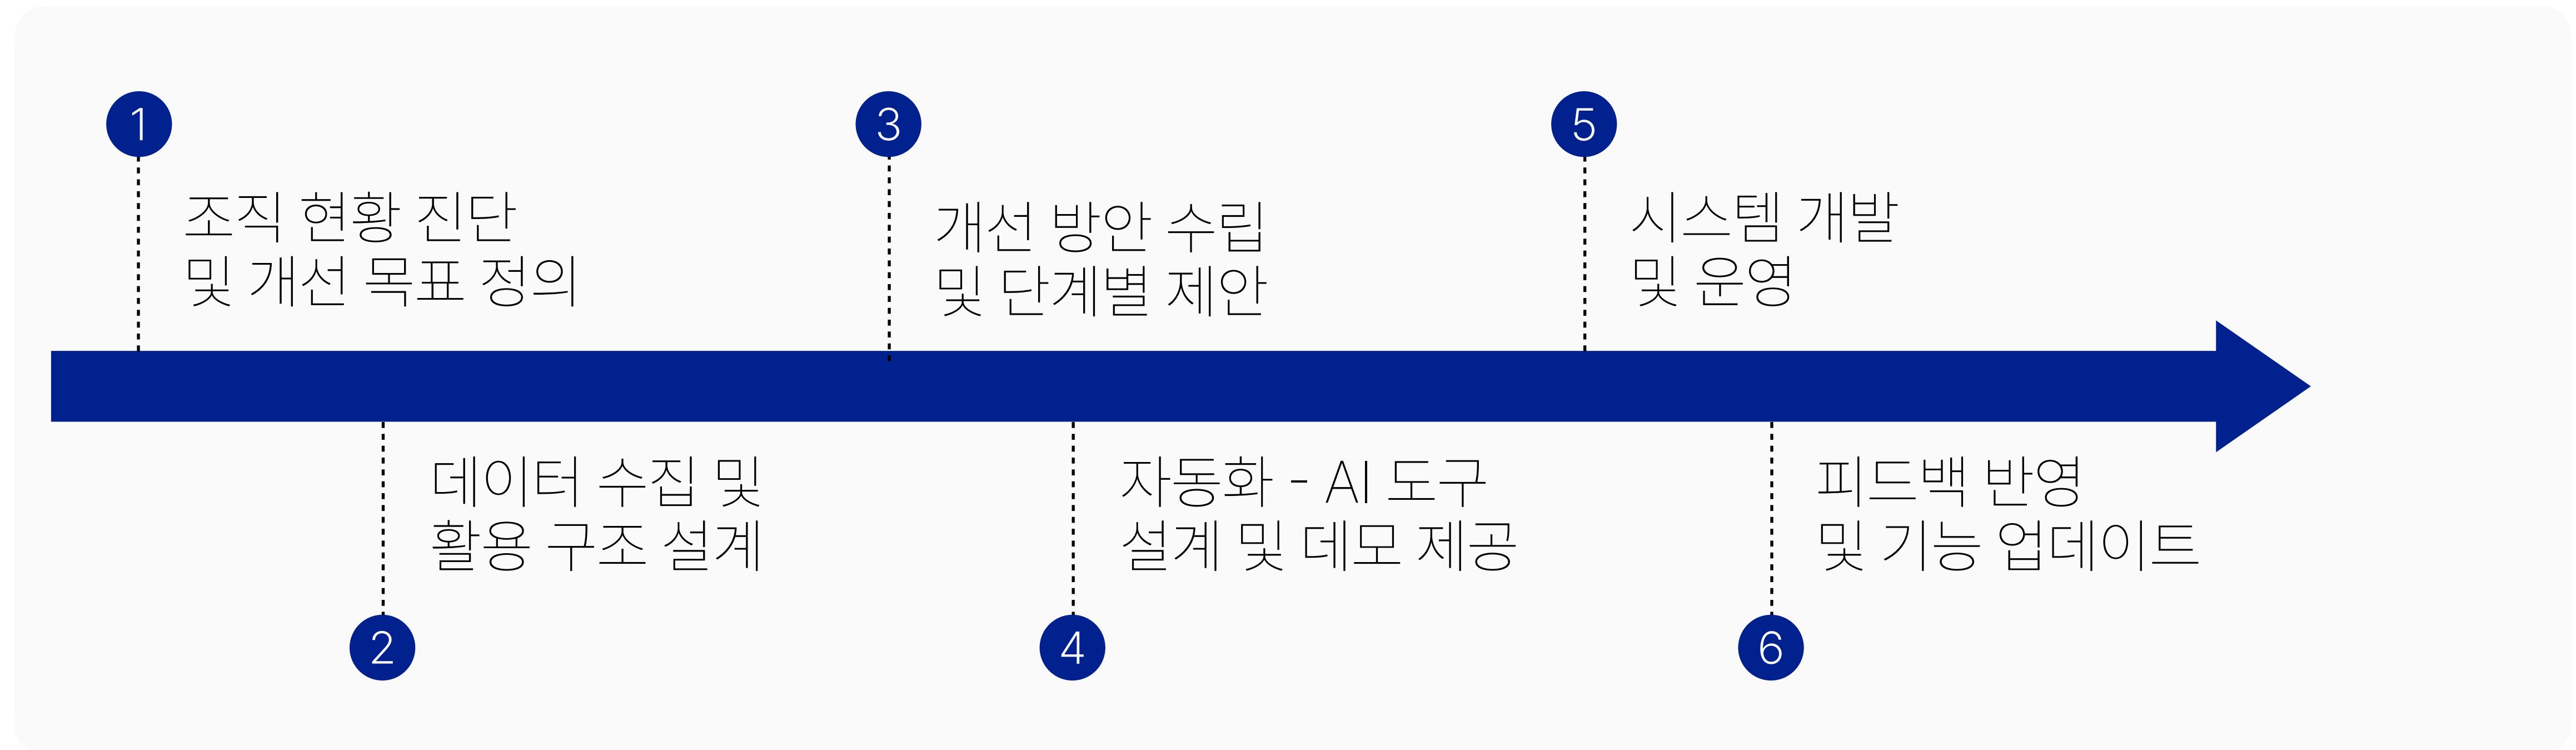 1
조직 현황 진단
및 개선 목표 정의
2
데이터 수집 및
활용 구조 설계
3
개선 방안 수립
및 단계별 제안
4
자동화 - AI 도구
설계 및 데모 제공
5
시스템 개발
및 운영
6
피드백 반영
및 기능 업데이트